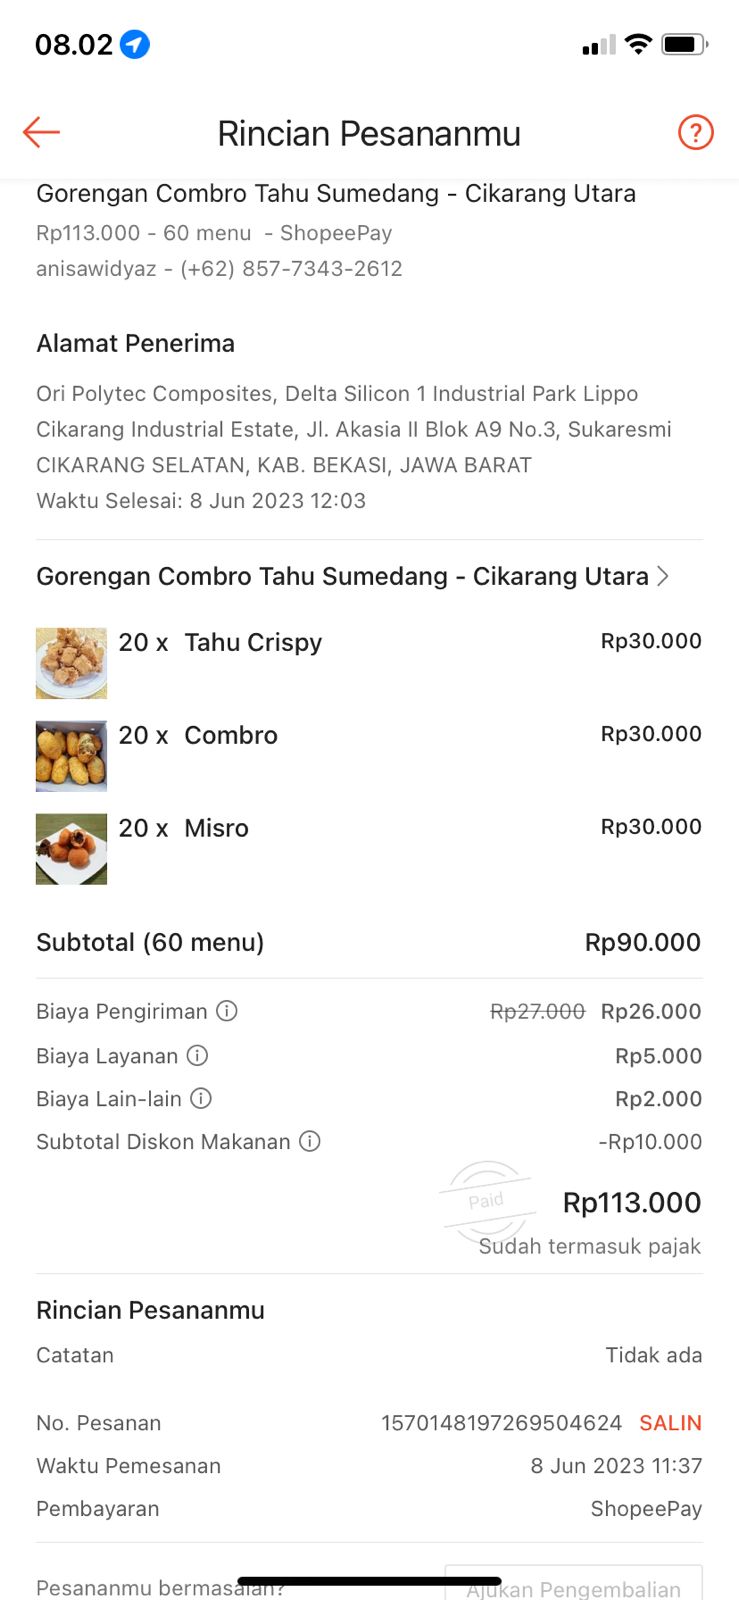 08.02
Rincian Pesananmu
Gorengan Combro Tahu Sumedang - Cikarang Utara
Rp113.000 - 60 menu - ShopeePay
anisawidyaz - (+62) 857-7343-2612
Alamat Penerima
Ori Polytec Composites, Delta Silicon 1 Industrial Park Lippo
Cikarang Industrial Estate, Jl. Akasia II Blok A9 No.3, Sukaresmi
CIKARANG SELATAN, KAB. BEKASI, JAWA BARAT
Waktu Selesai: 8 Jun 2023 12:03
Gorengan Combro Tahu Sumedang - Cikarang Utara
20 x Tahu Crispy Rp30.000
20 x Combro Rp30.000
20 x Misro Rp30.000
Subtotal (60 menu) Rp90.000
Biaya Pengiriman Rp27.000 Rp26.000
Biaya Layanan Rp5.000
Biaya Lain-lain Rp2.000
Subtotal Diskon Makanan -Rp10.000
Paid Rp113.000
Sudah termasuk pajak
Rincian Pesananmu
Catatan Tidak ada
No. Pesanan 1570148197269504624 SALIN
Waktu Pemesanan 8 Jun 2023 11:37
Pembayaran ShopeePay
Pesananmu bermasalah? Ajukan Pengembalian